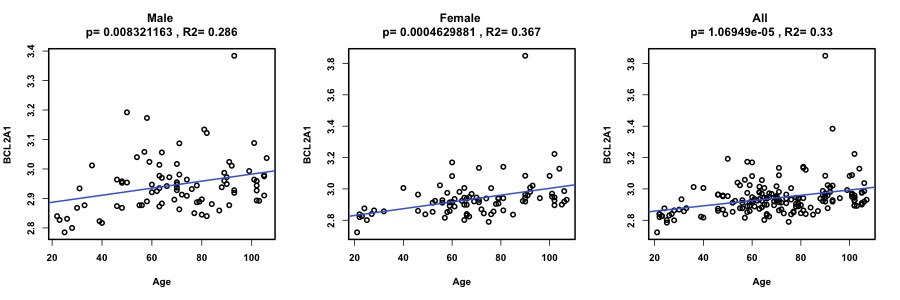 Male
p= 0.008321163 , R2= 0.286
BCL2A1
3.4
3.3
3.2
3.1
3.0
2.9
2.8
20 40 60 80 100
Age
Female
p= 0.0004629881 , R2= 0.367
BCL2A1
3.8
3.6
3.4
3.2
3.0
2.8
20 40 60 80 100
Age
All
p= 1.06949e-05 , R2= 0.33
BCL2A1
3.8
3.6
3.4
3.2
3.0
2.8
20 40 60 80 100
Age